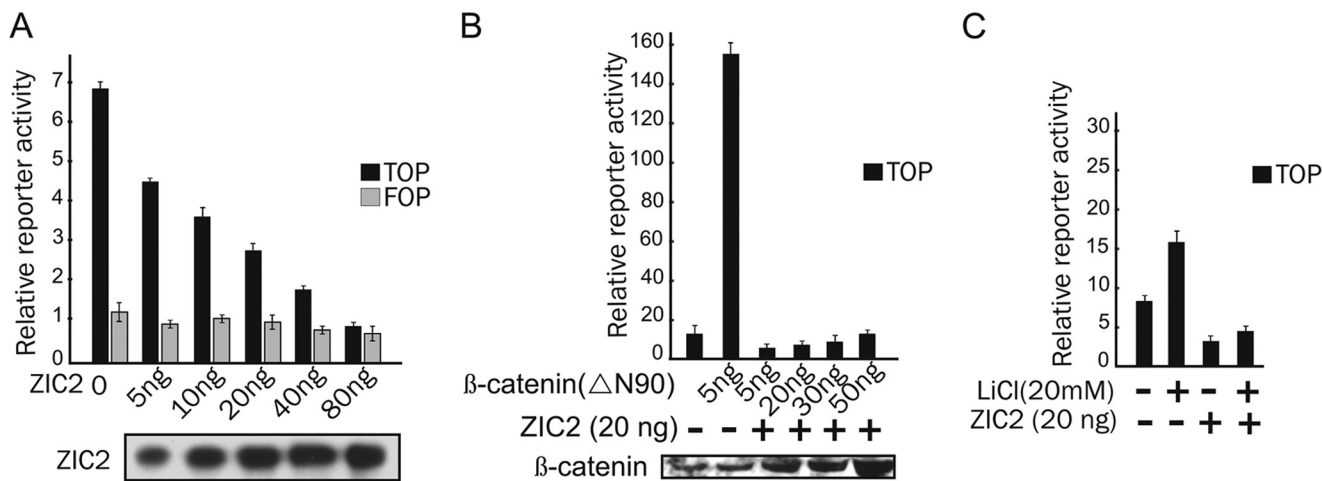 A
Relative reporter activity
7
6
5
4
3
2
1
0
TOP
FOP
ZIC2 0 5ng 10ng 20ng 40ng 80ng
ZIC2
B
Relative reporter activity
160
140
120
100
80
60
40
20
0
TOP
ß-catenin(△N90) - 5ng 5ng 20ng 30ng 50ng
ZIC2 (20 ng) - - + + + +
ß-catenin
C
Relative reporter activity
30
25
20
15
10
5
0
TOP
LiCl(20mM) - + - +
ZIC2 (20 ng) - - + +